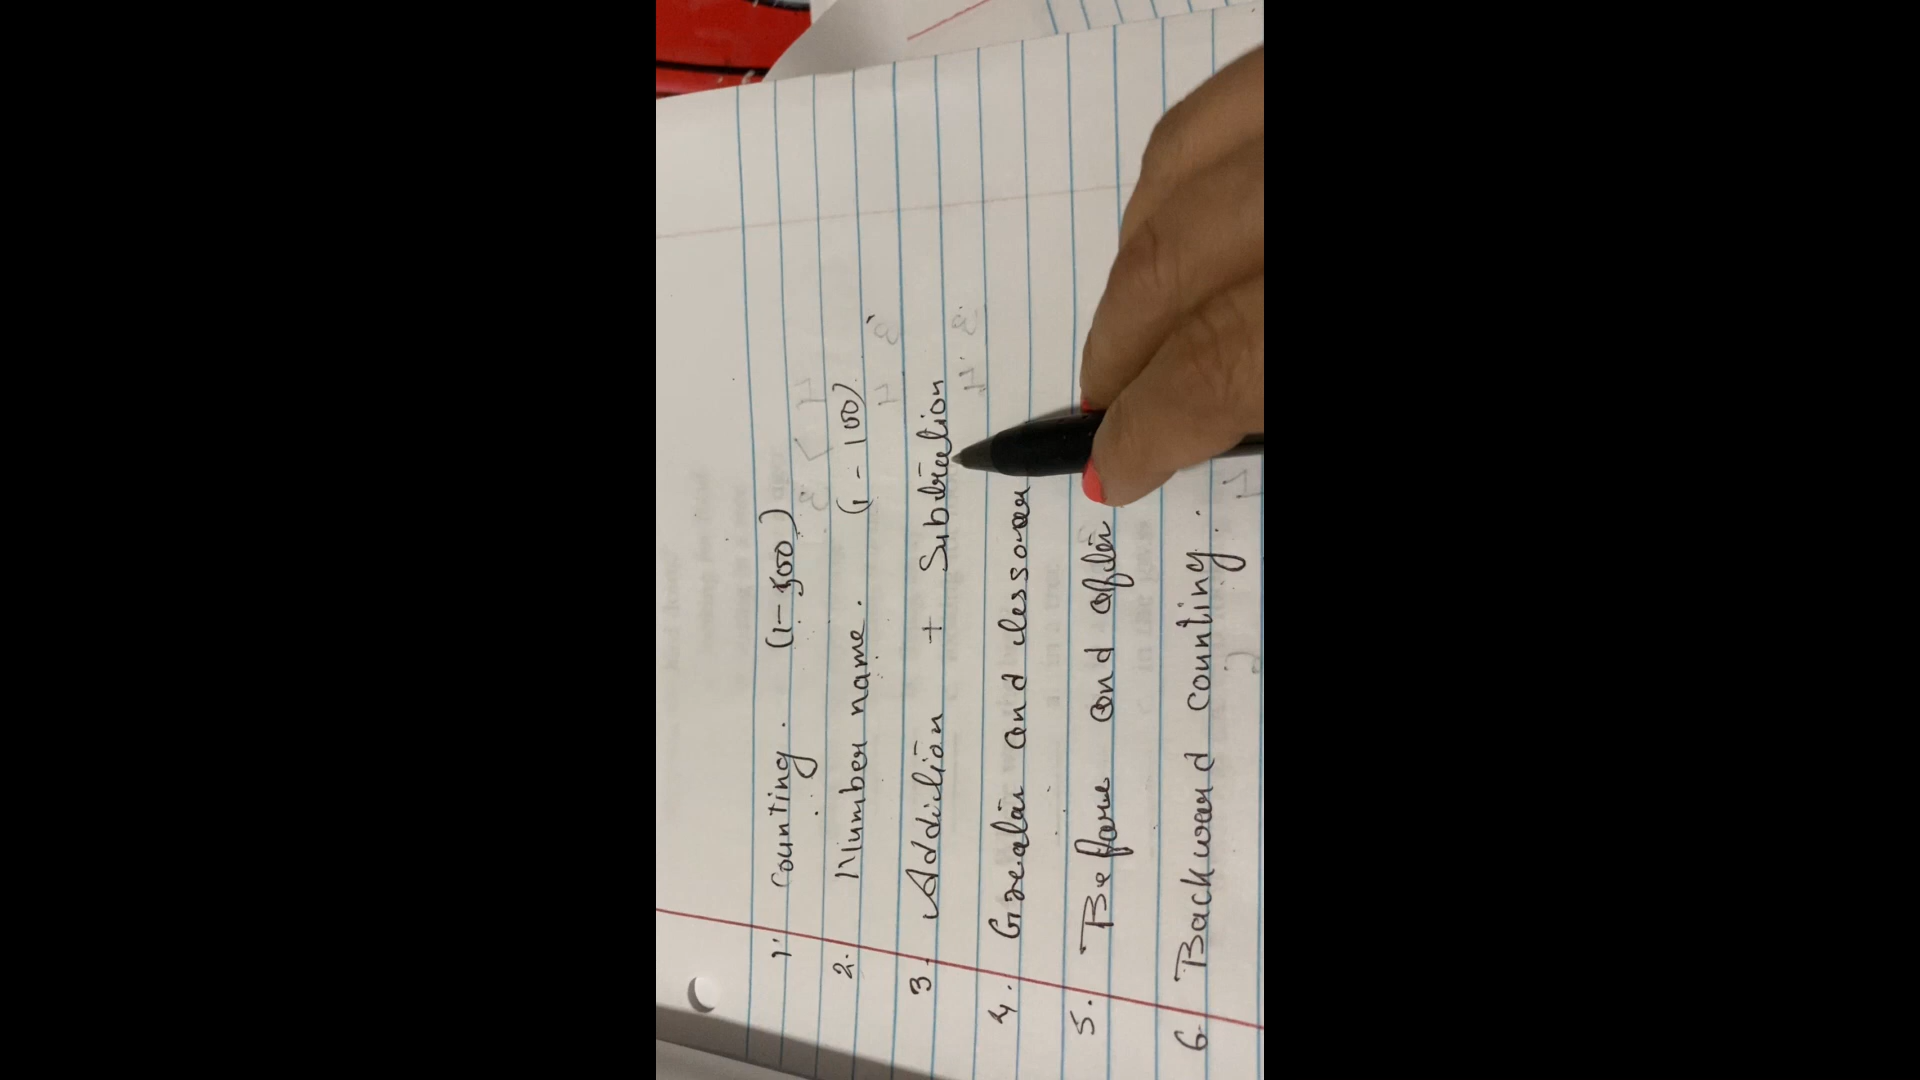 1. Counting. (1-500)
2. Number name. (1-100)
3. Addition + Subtraction
4. Greater and lessorer
5. Before and after
6. Backward counting.